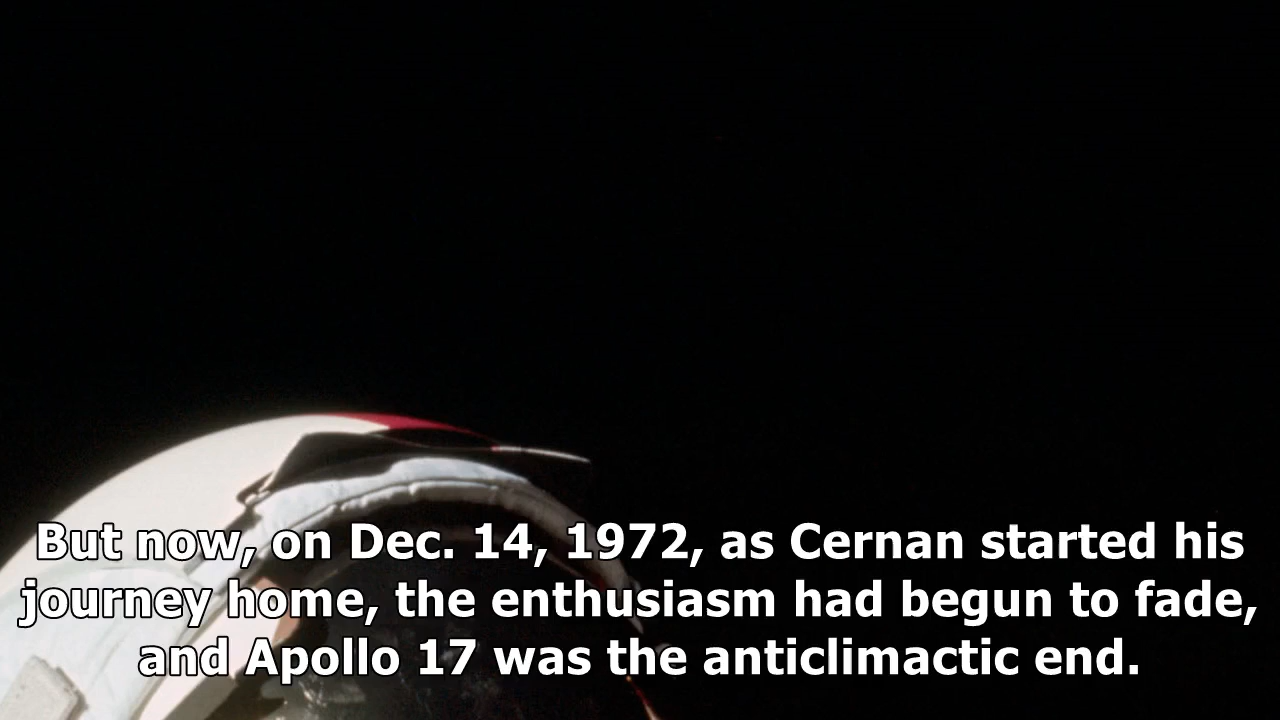 But now, on Dec. 14, 1972, as Cernan started his
journey home, the enthusiasm had begun to fade,
and Apollo 17 was the anticlimactic end.